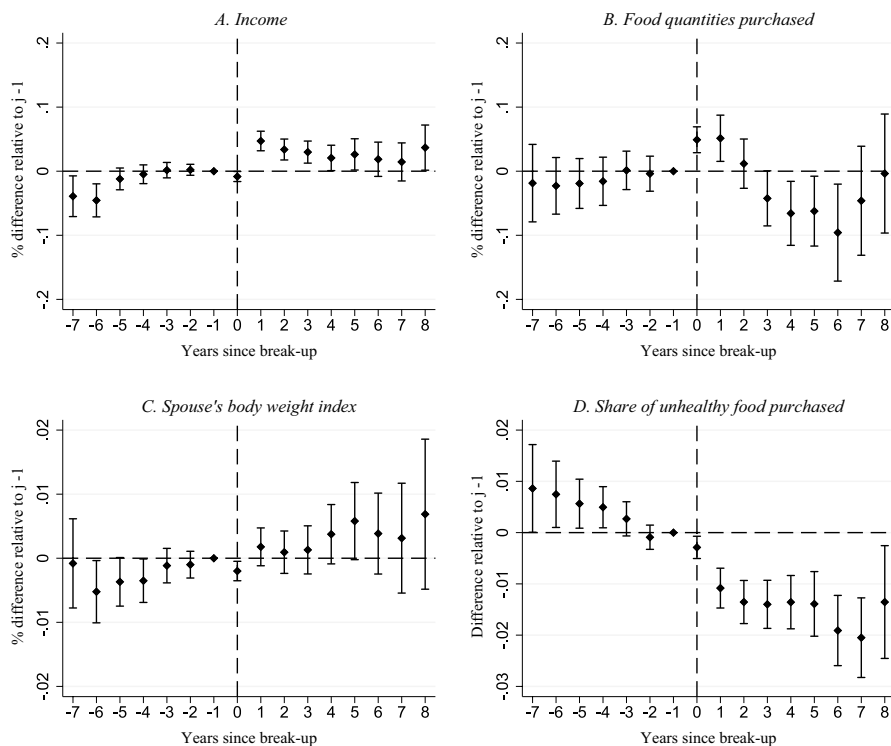 A. Income
% difference relative to j -1
.2
.1
0
-.1
-.2
-7 -6 -5 -4 -3 -2 -1 0 1 2 3 4 5 6 7 8
Years since break-up
B. Food quantities purchased
% difference relative to j -1
.2
.1
0
-.1
-.2
-7 -6 -5 -4 -3 -2 -1 0 1 2 3 4 5 6 7 8
Years since break-up
C. Spouse's body weight index
% difference relative to j -1
.02
.01
0
-.01
-.02
-7 -6 -5 -4 -3 -2 -1 0 1 2 3 4 5 6 7 8
Years since break-up
D. Share of unhealthy food purchased
Difference relative to j -1
.02
.01
0
-.01
-.02
-.03
-7 -6 -5 -4 -3 -2 -1 0 1 2 3 4 5 6 7 8
Years since break-up